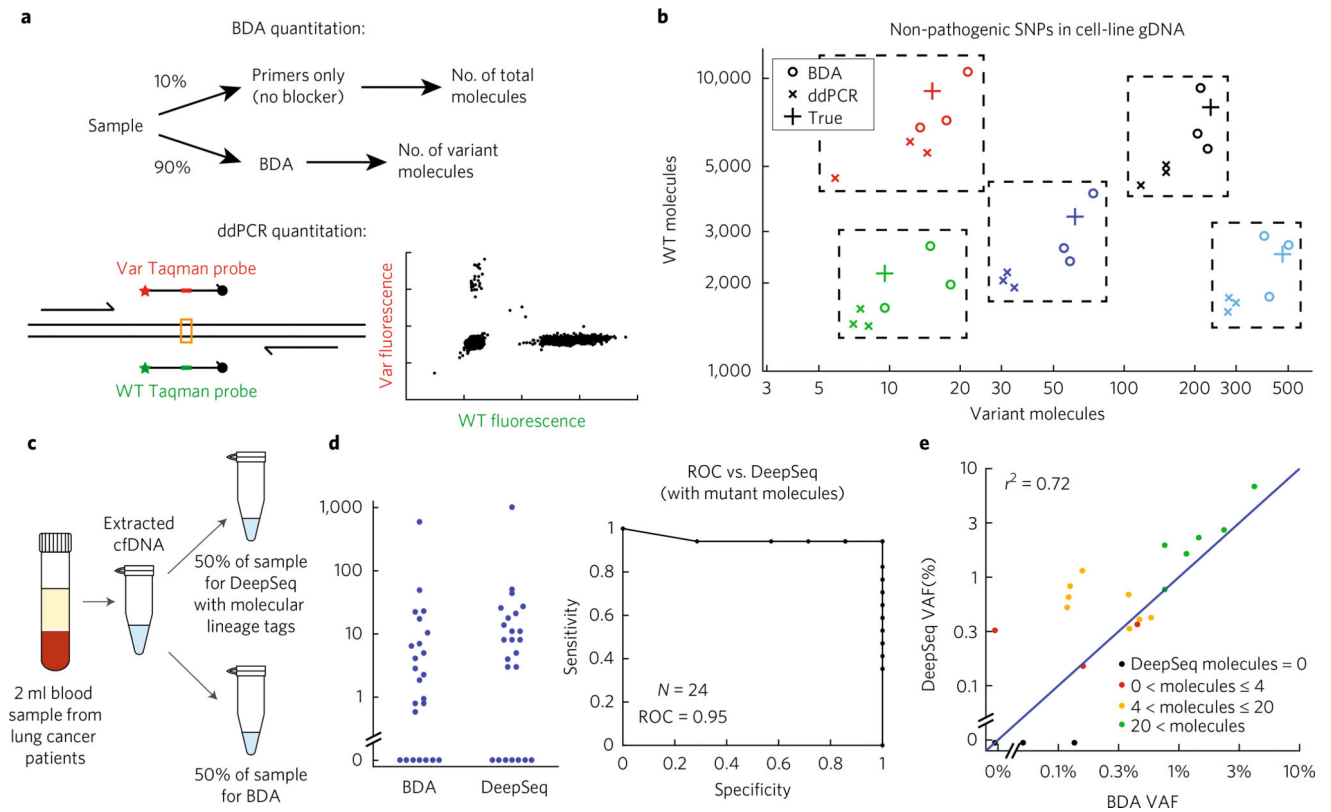 a
BDA quantitation:
10%
Primers only
(no blocker)
No. of total
molecules
Sample
90%
BDA
No. of variant
molecules
ddPCR quantitation:
Var Taqman probe
WT Taqman probe
Var fluorescence
WT fluorescence
b
Non-pathogenic SNPs in cell-line gDNA
BDA
ddPCR
True
WT molecules
10,000
5,000
3,000
2,000
1,000
3 5 10 20 30 50 100 200 300 500
Variant molecules
c
Extracted
cfDNA
50% of sample
for DeepSeq
with molecular
lineage tags
2 ml blood
sample from
lung cancer
patients
50% of sample
for BDA
d
1,000
100
10
1
0
BDA DeepSeq
ROC vs. DeepSeq
(with mutant molecules)
Sensitivity
1
0.8
0.6
0.4
0.2
0
N = 24
ROC = 0.95
0 0.2 0.4 0.6 0.8 1
Specificity
e
r² = 0.72
DeepSeq VAF(%)
10
3
1
0.3
0.1
0
DeepSeq molecules = 0
0 < molecules ≤ 4
4 < molecules ≤ 20
20 < molecules
0% 0.1% 0.3% 1% 3% 10%
BDA VAF